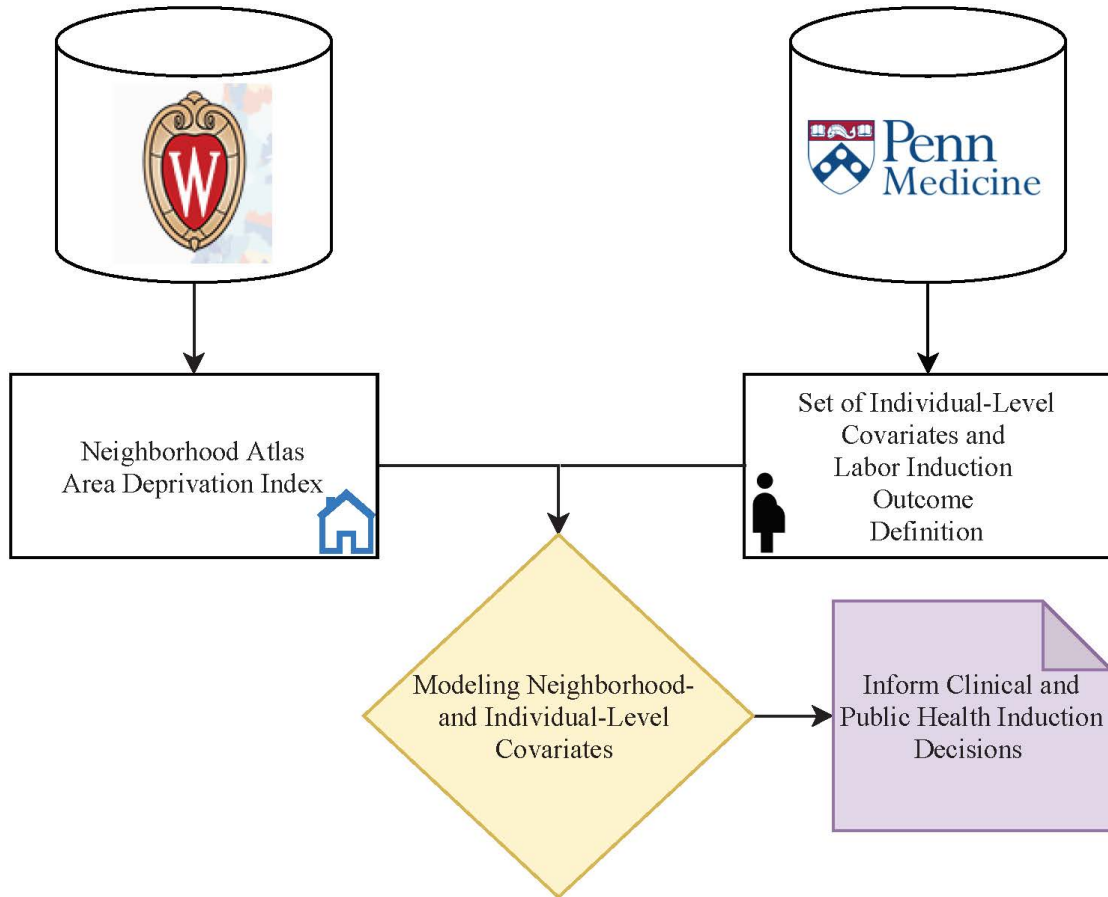 W
Penn
Medicine
Neighborhood Atlas
Area Deprivation Index
Set of Individual-Level
Covariates and
Labor Induction
Outcome
Definition
Modeling Neighborhood-
and Individual-Level
Covariates
Inform Clinical and
Public Health Induction
Decisions